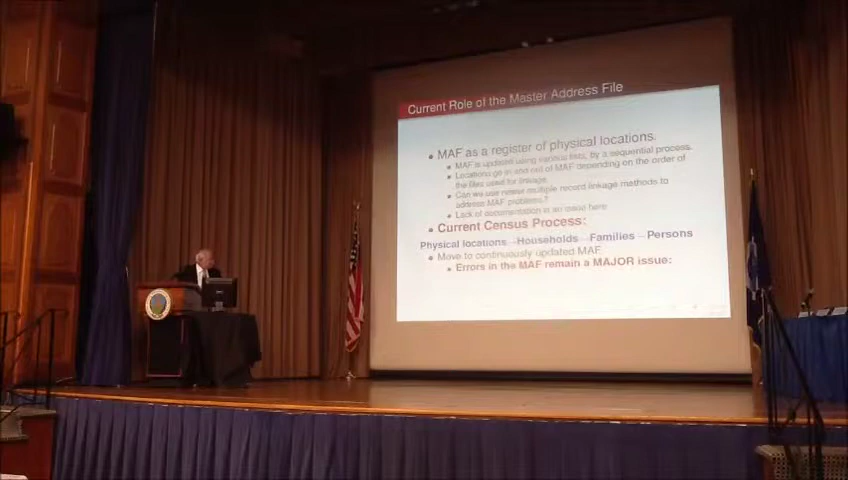 Current Role of the Master Address File
• MAF as a register of physical locations.
• MAF is updated using various lists, by a sequential process.
• Locations go in and out of MAF depending on the order of
the files used for linkage.
• Can we use newer multiple record linkage methods to
address MAF problems?
• Lack of documentation is an issue here
• Current Census Process:
Physical locations→Households→Families→Persons
• Move to continuously updated MAF.
• Errors in the MAF remain a MAJOR issue: